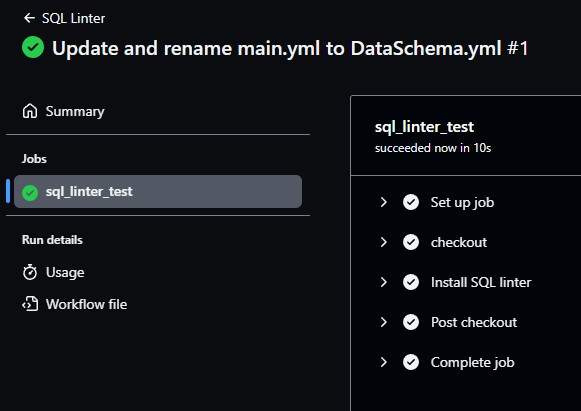 SQL Linter
Update and rename main.yml to DataSchema.yml #1
Summary
Jobs
sql_linter_test
Run details
Usage
Workflow file
sql_linter_test
succeeded now in 10s
Set up job
checkout
Install SQL linter
Post checkout
Complete job